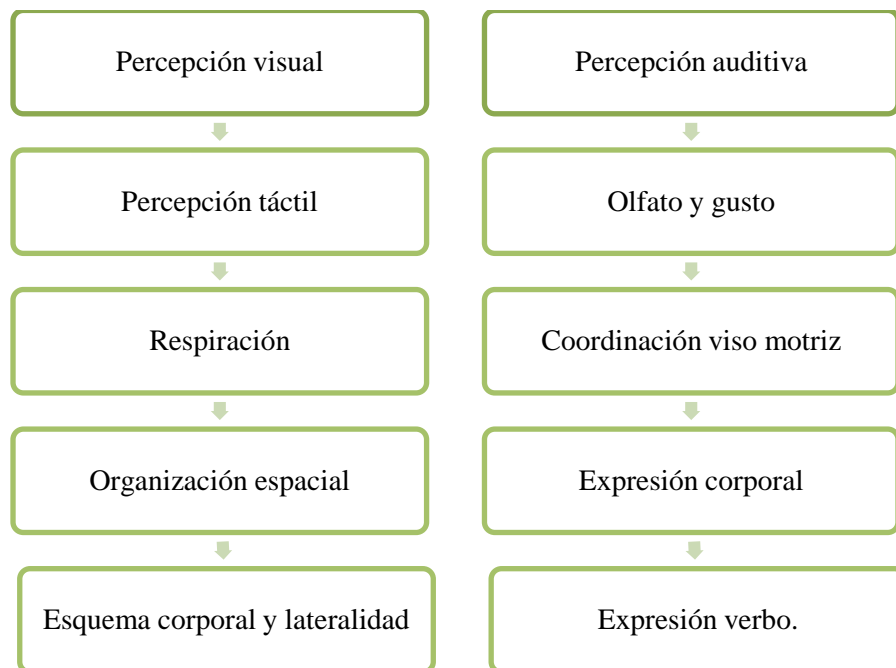 Percepción visual
Percepción táctil
Respiración
Organización espacial
Esquema corporal y lateralidad
Percepción auditiva
Olfato y gusto
Coordinación viso motriz
Expresión corporal
Expresión verbo.